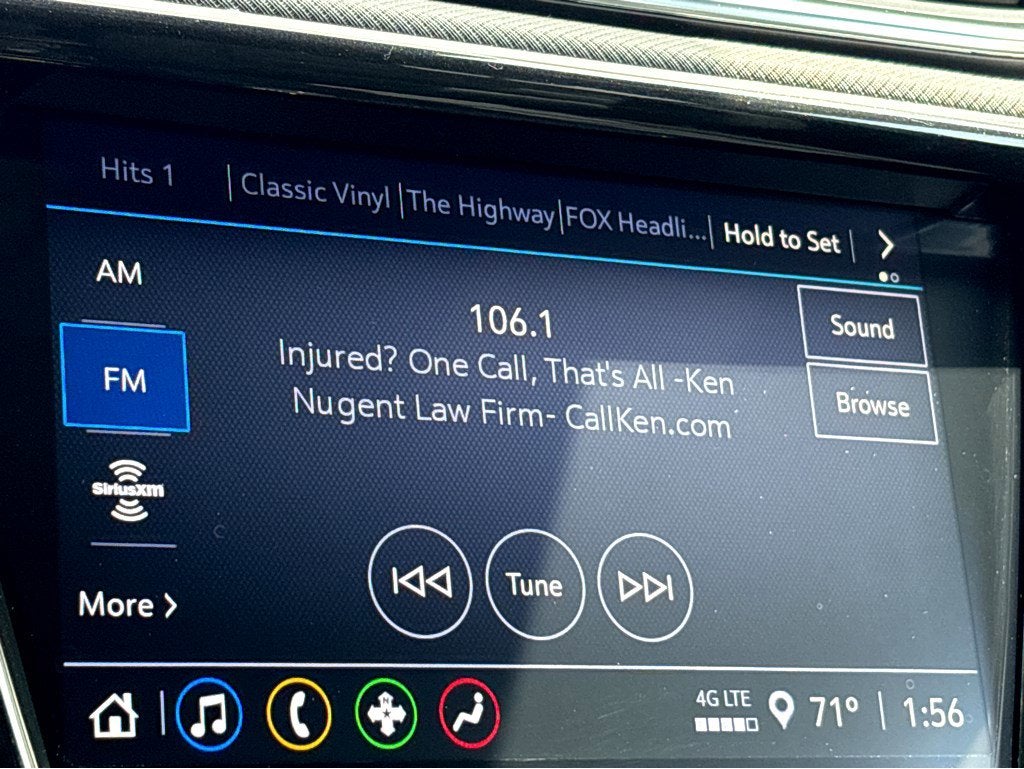 Hits 1 | Classic Vinyl | The Highway | FOX Headli... | Hold to Set |
AM
106.1
Sound
FM
Injured? One Call, That's All -Ken
Nugent Law Firm- CallKen.com
Browse
SiriusXM
Tune
More
N
4G LTE
71° | 1:56